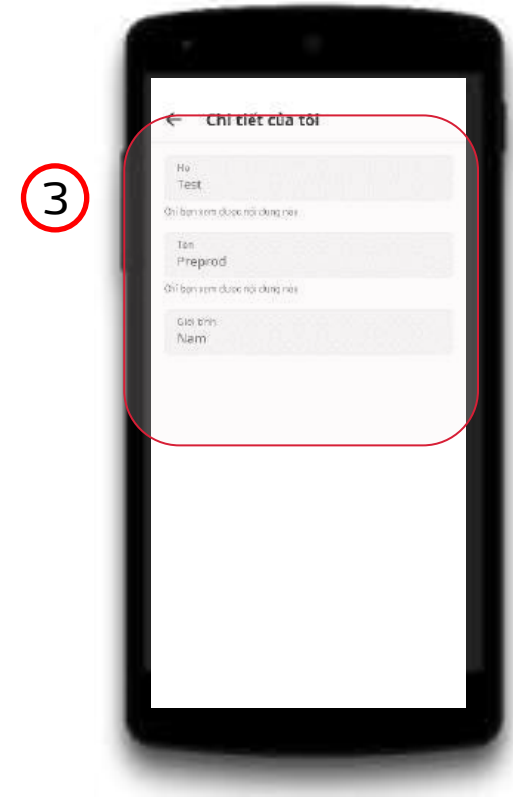 3
← Chi tiết của tôi
Họ
Test
Chỉ bạn xem được nội dung này
Tên
Preprod
Chỉ bạn xem được nội dung này
Giới tính
Nam